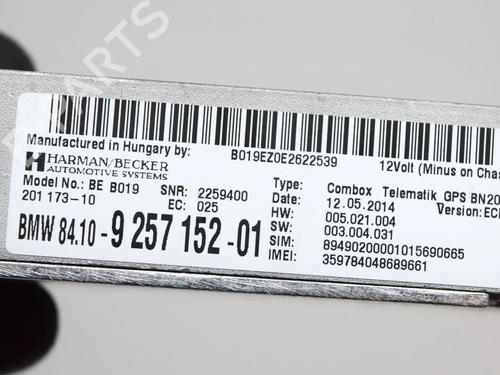 PARTS
Manufactured in Hungary by:
B019EZ0E2622539
12Volt (Minus on Chas
HARMAN/BECKER
AUTOMOTIVE SYSTEMS
Model No.: BE B019
201 173-10
SNR: 2259400
EC: 025
Type: Combox Telematik GPS BN20
Date: 12.05.2014
Version: ECE
HW: 005.021.004
SW: 003.004.031
SIM: 89490200001015690665
IMEI: 359784048689661
BMW 84.10- 9 257 152-01